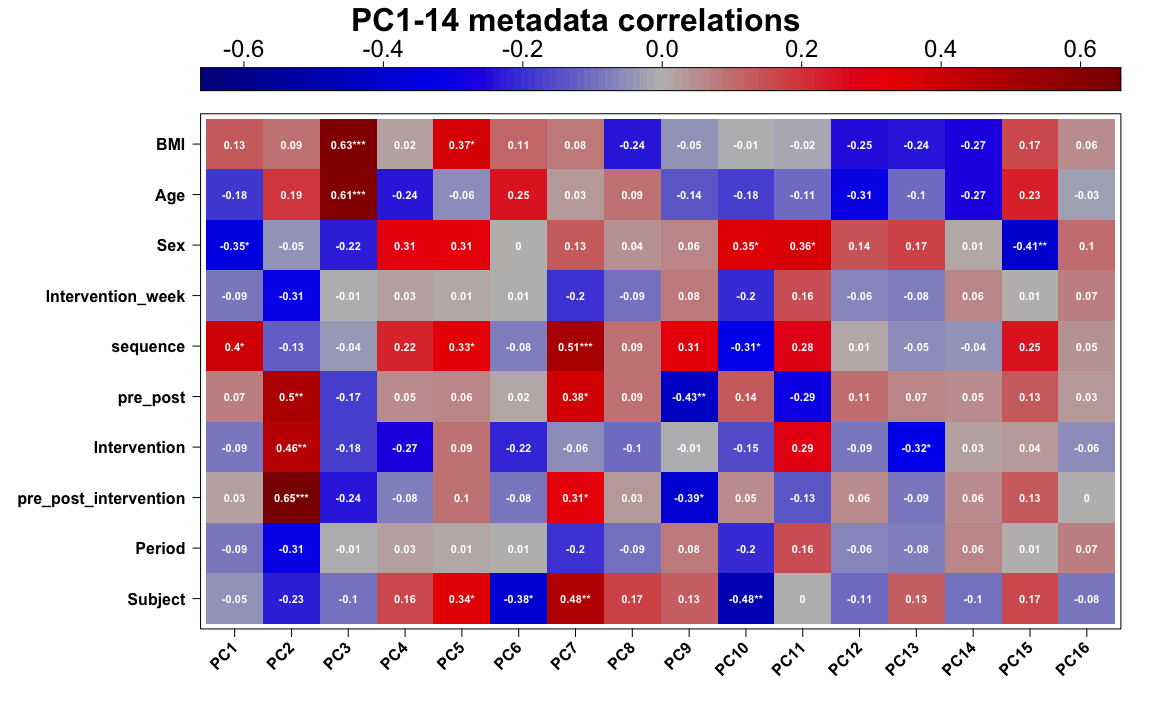 PC1-14 metadata correlations
-0.6 -0.4 -0.2 0.0 0.2 0.4 0.6
BMI 0.13 0.09 0.63*** 0.02 0.37* 0.11 0.08 -0.24 -0.05 -0.01 -0.02 -0.25 -0.24 -0.27 0.17 0.06
Age -0.18 0.19 0.61*** -0.24 -0.06 0.25 0.03 0.09 -0.14 -0.18 -0.11 -0.31 -0.1 -0.27 0.23 -0.03
Sex -0.35* -0.05 -0.22 0.31 0.31 0 0.13 0.04 0.06 0.35* 0.36* 0.14 0.17 0.01 -0.41** 0.1
Intervention_week -0.09 -0.31 -0.01 0.03 0.01 0.01 -0.2 -0.09 0.08 -0.2 0.16 -0.06 -0.08 0.06 0.01 0.07
sequence 0.4* -0.13 -0.04 0.22 0.33* -0.08 0.51*** 0.09 0.31 -0.31* 0.28 0.01 -0.05 -0.04 0.25 0.05
pre_post 0.07 0.5** -0.17 0.05 0.06 0.02 0.38* 0.09 -0.43** 0.14 -0.29 0.11 0.07 0.05 0.13 0.03
Intervention -0.09 0.46** -0.18 -0.27 0.09 -0.22 -0.06 -0.1 -0.01 -0.15 0.29 -0.09 -0.32* 0.03 0.04 -0.06
pre_post_intervention 0.03 0.65*** -0.24 -0.08 0.1 -0.08 0.31* 0.03 -0.39* 0.05 -0.13 0.06 -0.09 0.06 0.13 0
Period -0.09 -0.31 -0.01 0.03 0.01 0.01 -0.2 -0.09 0.08 -0.2 0.16 -0.06 -0.08 0.06 0.01 0.07
Subject -0.05 -0.23 -0.1 0.16 0.34* -0.38* 0.48** 0.17 0.13 -0.48** 0 -0.11 0.13 -0.1 0.17 -0.08
PC1 PC2 PC3 PC4 PC5 PC6 PC7 PC8 PC9 PC10 PC11 PC12 PC13 PC14 PC15 PC16